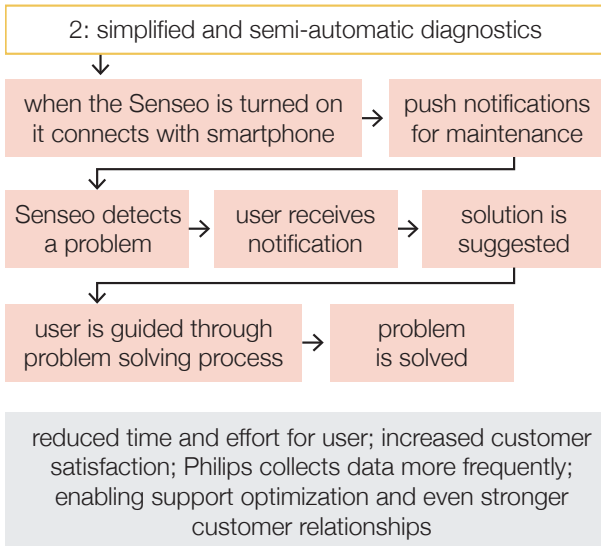 2: simplified and semi-automatic diagnostics
when the Senseo is turned on
it connects with smartphone
push notifications
for maintenance
Senseo detects
a problem
user receives
notification
solution is
suggested
user is guided through
problem solving process
problem
is solved
reduced time and effort for user; increased customer
satisfaction; Philips collects data more frequently;
enabling support optimization and even stronger
customer relationships